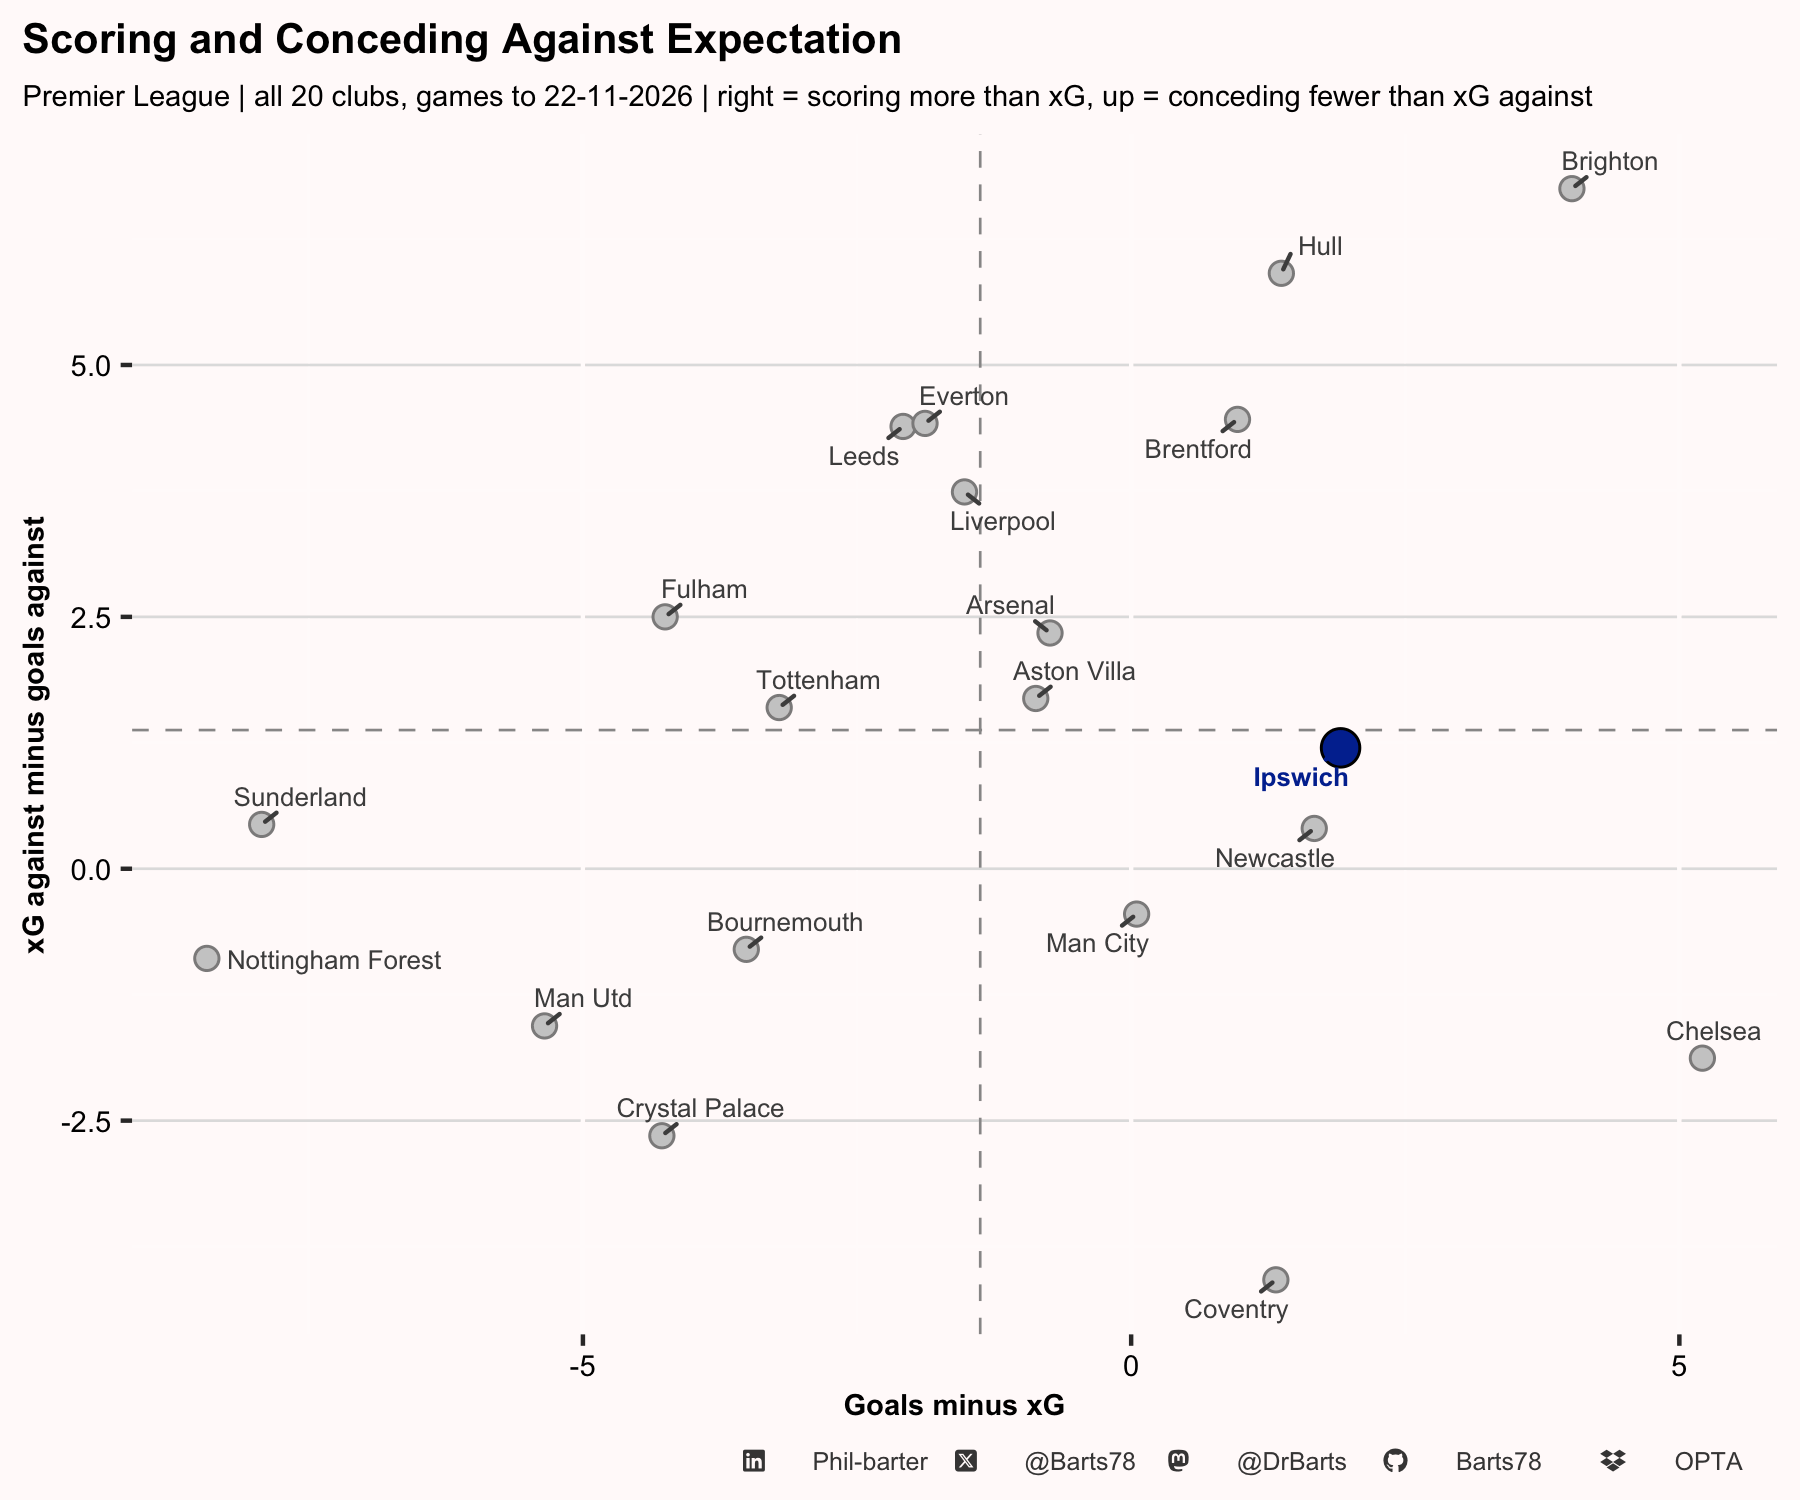 Scoring and Conceding Against Expectation
Premier League | all 20 clubs, games to 22-11-2026 | right = scoring more than xG, up = conceding fewer than xG against
Brighton
Hull
5.0
Everton
Leeds
Brentford
Liverpool
Fulham
Arsenal
2.5
Aston Villa
Tottenham
Ipswich
Sunderland
Newcastle
0.0
Bournemouth
Man City
Nottingham Forest
Man Utd
Chelsea
Crystal Palace
-2.5
Coventry
xG against minus goals against
-5 0 5
Goals minus xG
Phil-barter @Barts78 @DrBarts Barts78 OPTA